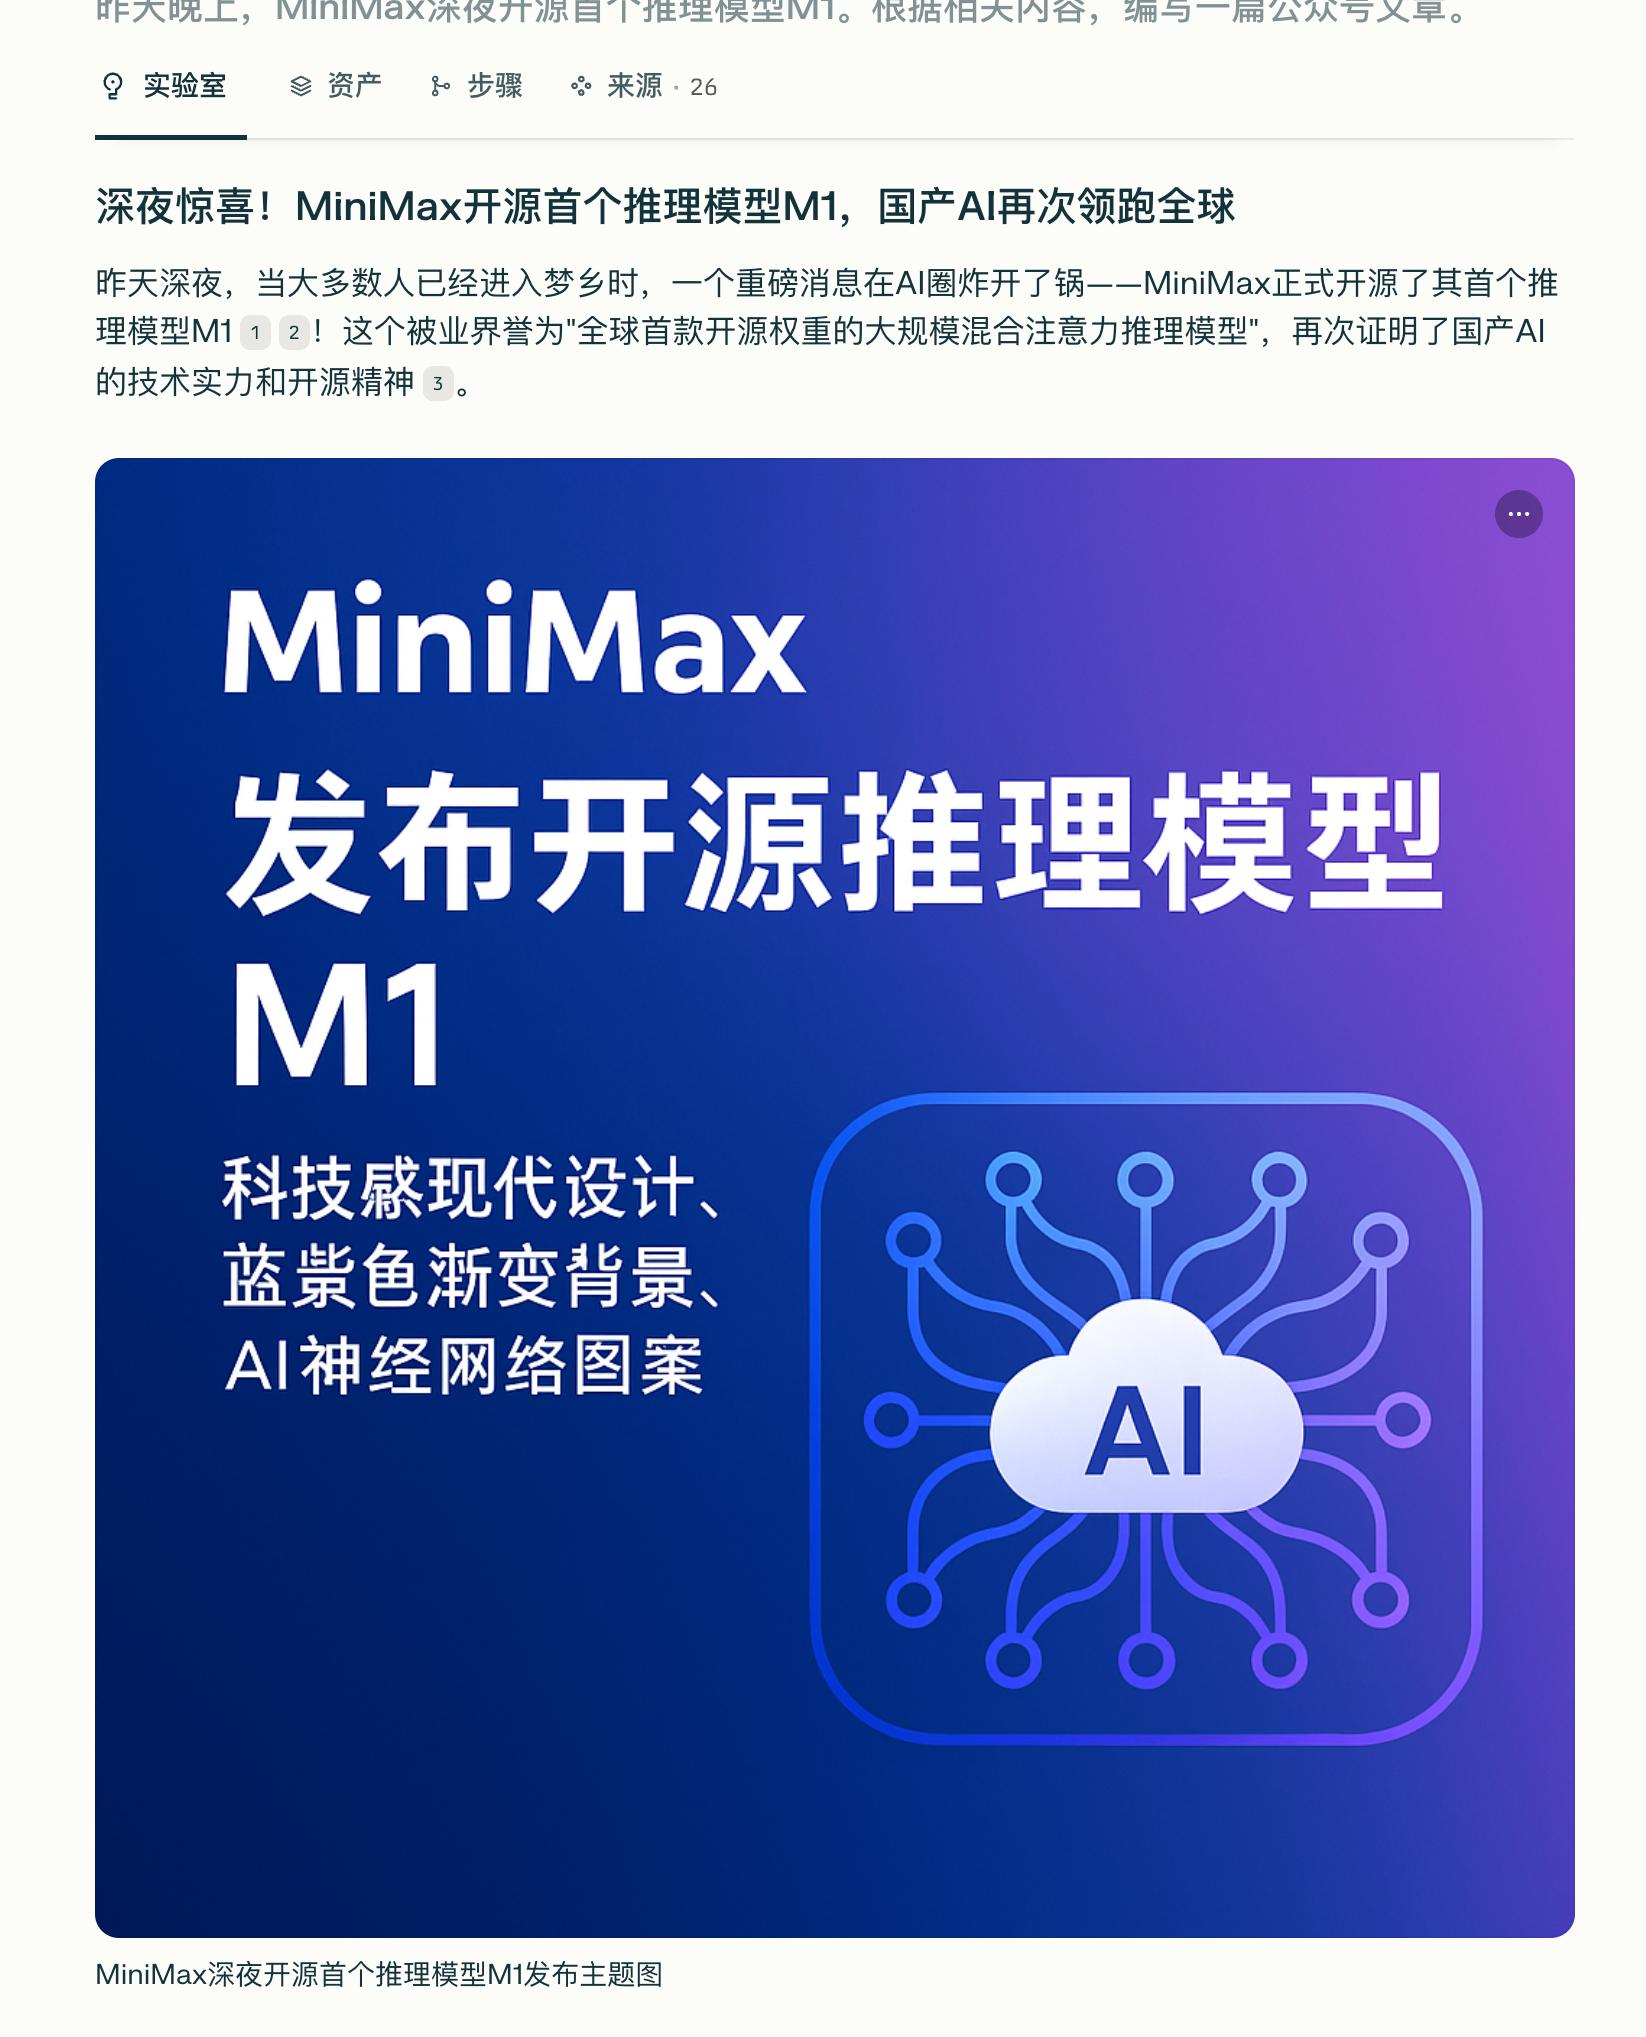 昨天晚上，MiniMax深夜开源首个推理模型M1。根据相关内容，编写一篇公众号文章。
实验室 资产 步骤 来源 · 26
深夜惊喜！MiniMax开源首个推理模型M1，国产AI再次领跑全球
昨天深夜，当大多数人已经进入梦乡时，一个重磅消息在AI圈炸开了锅——MiniMax正式开源了其首个推
理模型M1 1 2！这个被业界誉为"全球首款开源权重的大规模混合注意力推理模型"，再次证明了国产AI
的技术实力和开源精神 3。
MiniMax
发布开源推理模型
M1
科技感现代设计、
蓝紫色渐变背景、
AI神经网络图案
AI
MiniMax深夜开源首个推理模型M1发布主题图